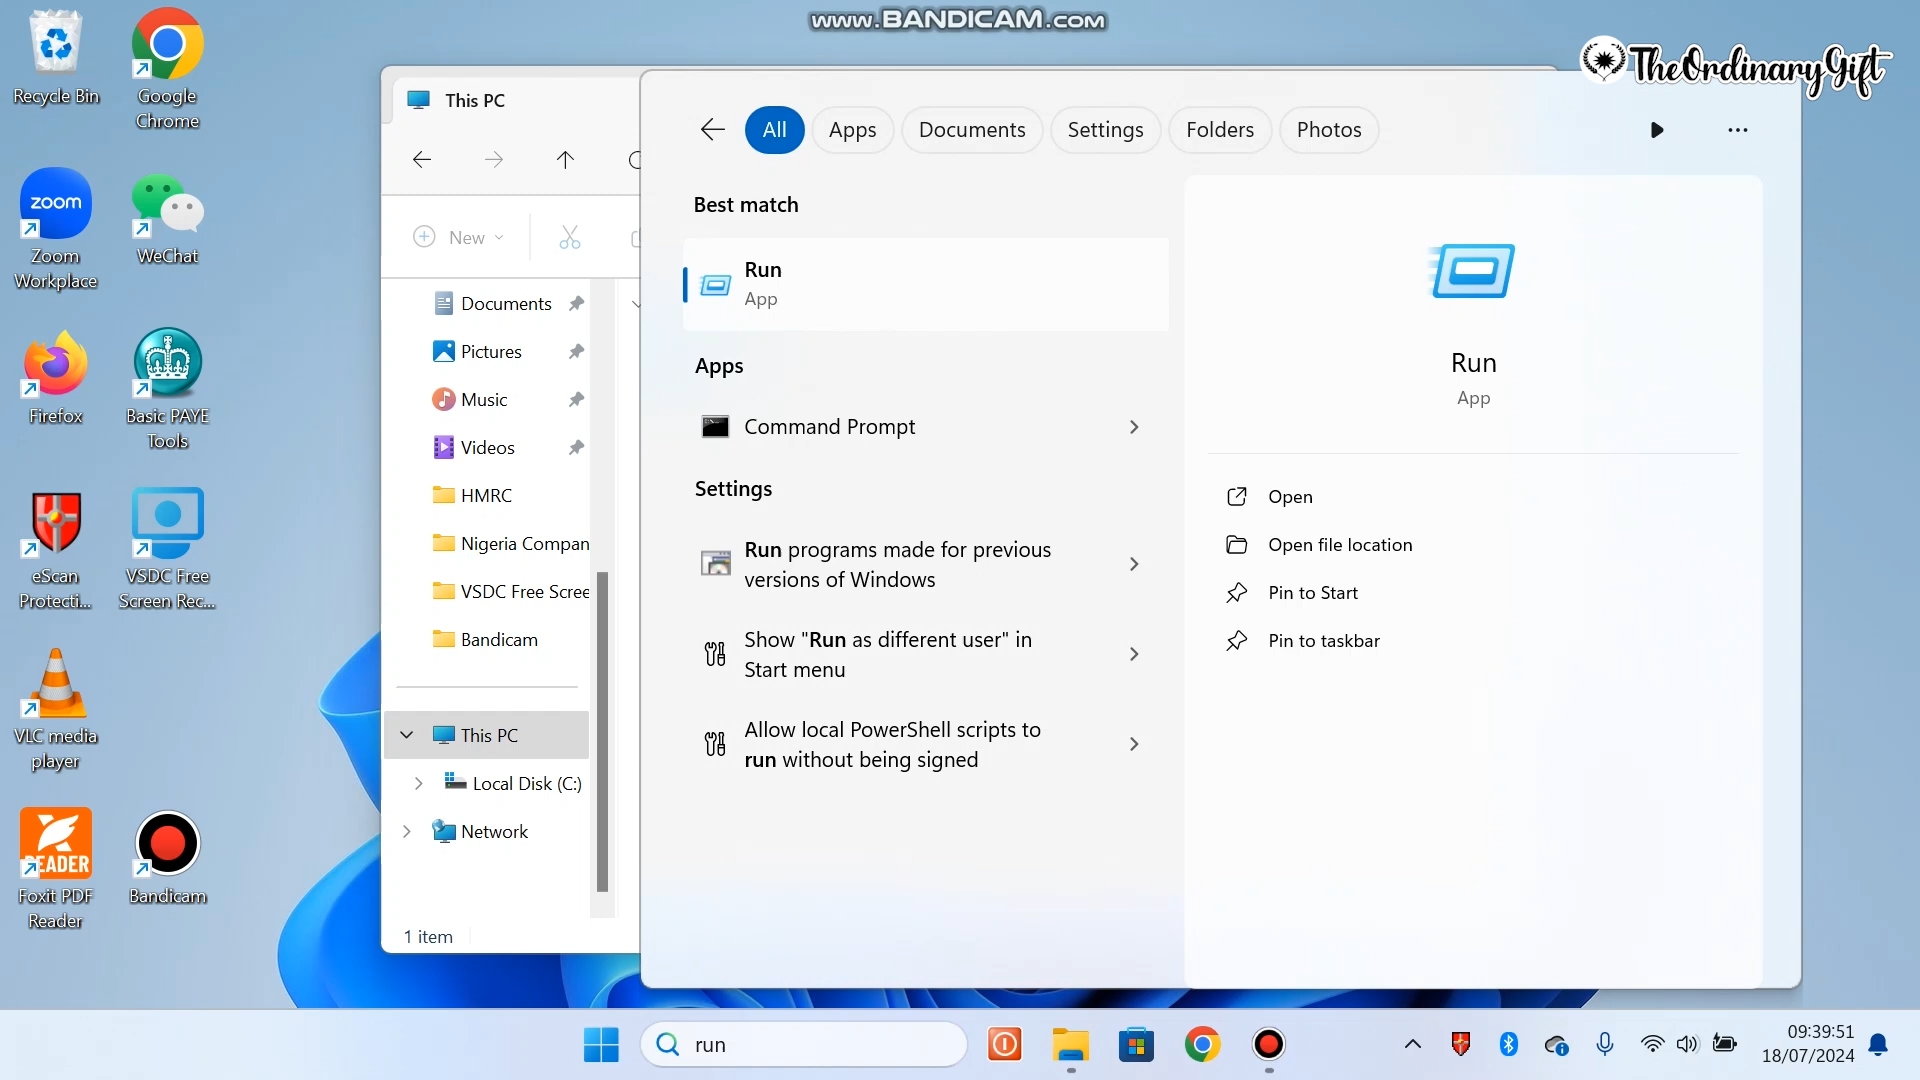 www.BANDICAM.com
TheOrdinaryGift
Recycle Bin
Google
Chrome
zoom
Zoom
Workplace
WeChat
Firefox
Basic PAYE
Tools
eScan
Protecti...
VSDC Free
Screen Rec...
VLC media
player
READER
Foxit PDF
Reader
Bandicam
This PC
New
Documents
Pictures
Music
Videos
HMRC
Nigeria Compan
VSDC Free Scree
Bandicam
This PC
Local Disk (C:)
Network
1 item
All
Apps
Documents
Settings
Folders
Photos
Best match
Run
App
Apps
Command Prompt
Settings
Run programs made for previous
versions of Windows
Show "Run as different user" in
Start menu
Allow local PowerShell scripts to
run without being signed
Run
App
Open
Open file location
Pin to Start
Pin to taskbar
run
09:39:51
18/07/2024